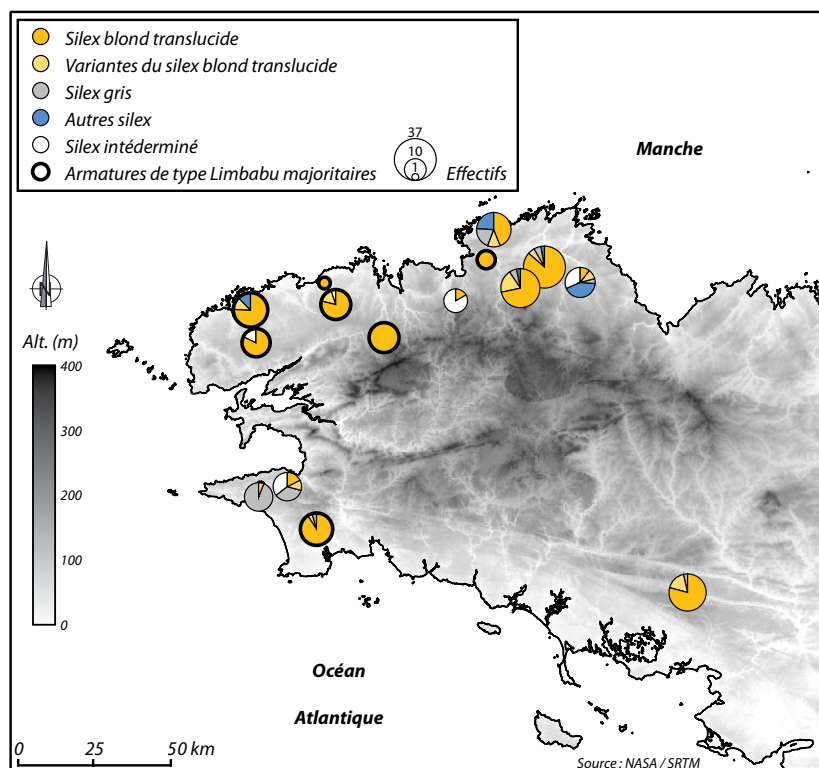 Silex blond translucide
Variantes du silex blond translucide
Silex gris
Autres silex
Silex intéderminé
Armatures de type Limbabu majoritaires
37
10
1
Effectifs
Manche
N
Alt. (m)
400
300
200
100
0
Océan
Atlantique
0 25 50 km
Source : NASA / SRTM